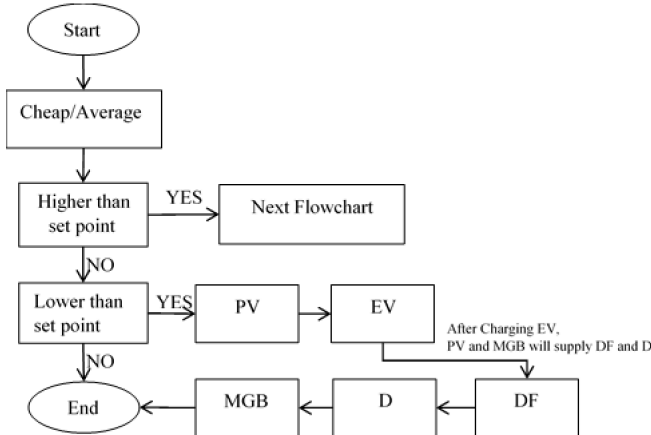 Start
Cheap/Average
Higher than
set point
YES
Next Flowchart
NO
Lower than
set point
YES
PV
EV
After Charging EV,
PV and MGB will supply DF and D
NO
End
MGB
D
DF